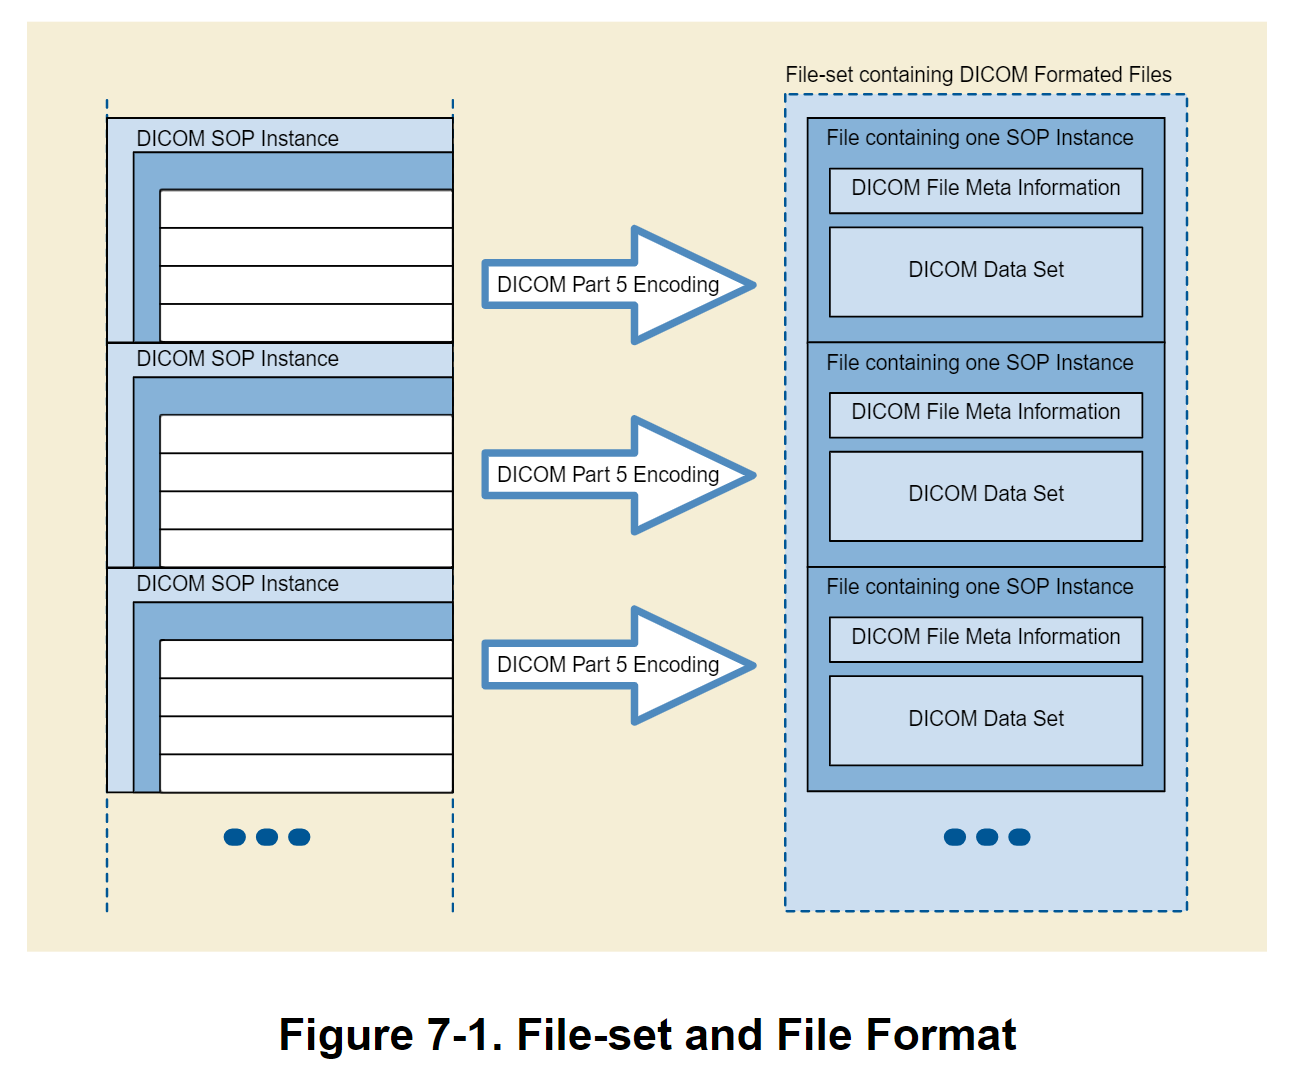 File-set containing DICOM Formated Files
DICOM SOP Instance
DICOM Part 5 Encoding
File containing one SOP Instance
DICOM File Meta Information
DICOM Data Set
DICOM SOP Instance
DICOM Part 5 Encoding
File containing one SOP Instance
DICOM File Meta Information
DICOM Data Set
DICOM SOP Instance
DICOM Part 5 Encoding
File containing one SOP Instance
DICOM File Meta Information
DICOM Data Set
Figure 7-1. File-set and File Format